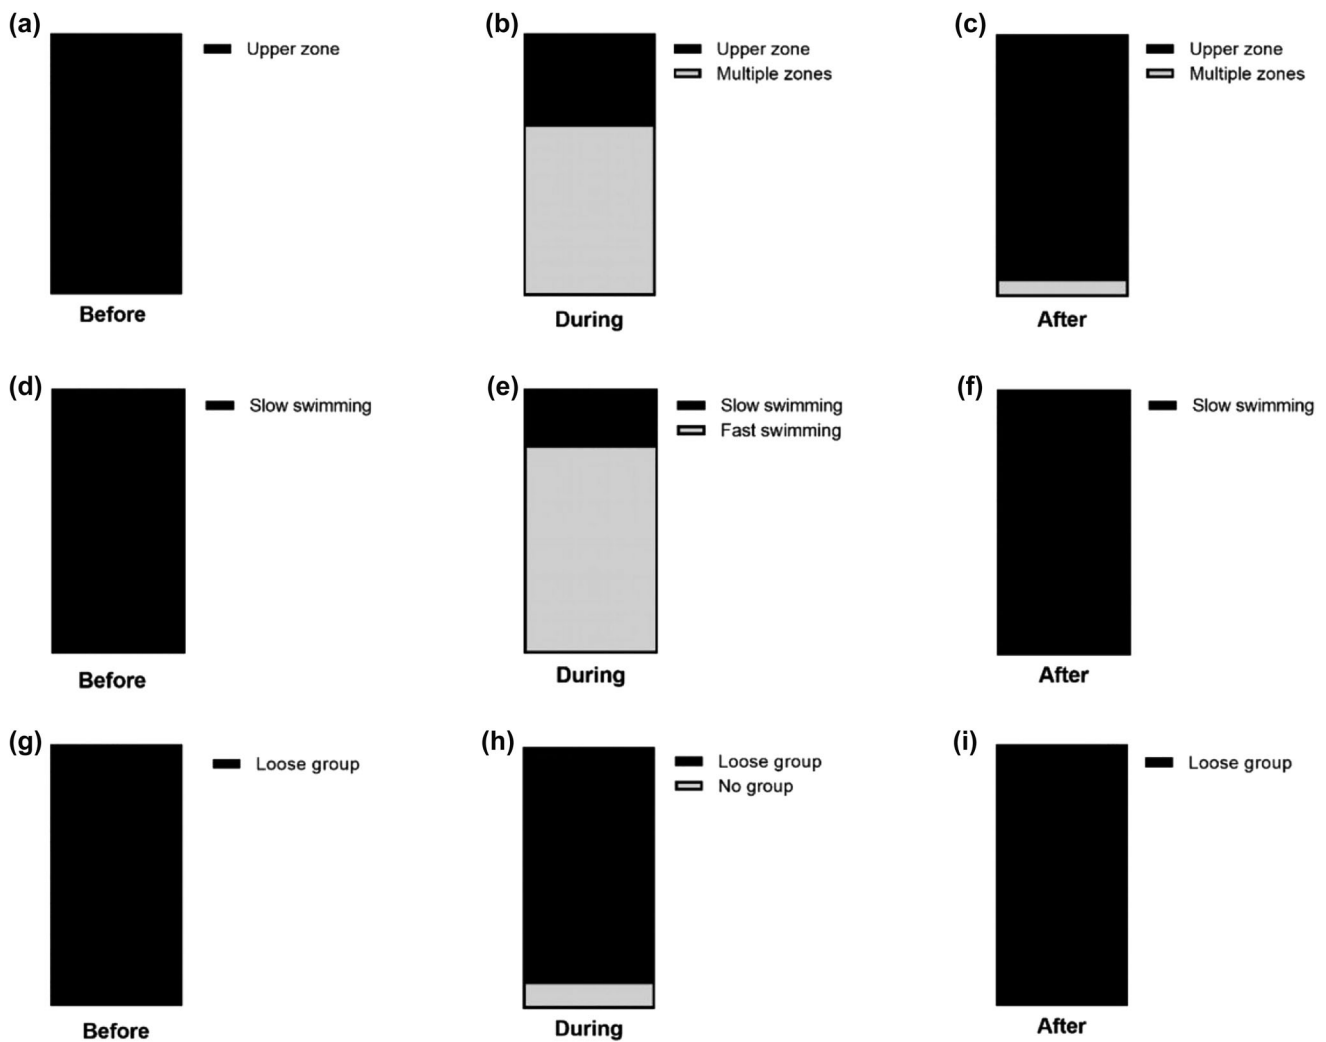 (a)
Upper zone
Before
(b)
Upper zone
Multiple zones
During
(c)
Upper zone
Multiple zones
After
(d)
Slow swimming
Before
(e)
Slow swimming
Fast swimming
During
(f)
Slow swimming
After
(g)
Loose group
Before
(h)
Loose group
No group
During
(i)
Loose group
After